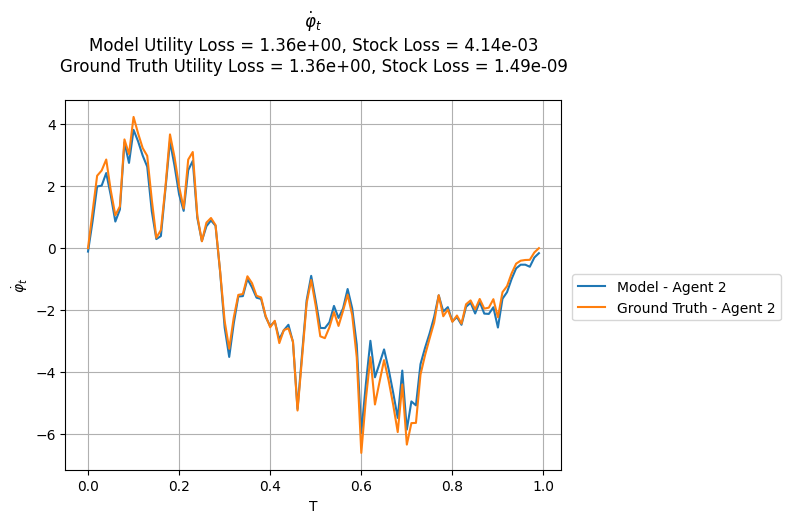 φ̇ₜ
Model Utility Loss = 1.36e+00, Stock Loss = 4.14e-03
Ground Truth Utility Loss = 1.36e+00, Stock Loss = 1.49e-09
4
2
0
−2
−4
−6
φ̇ₜ
0.0 0.2 0.4 0.6 0.8 1.0
T
Model - Agent 2
Ground Truth - Agent 2